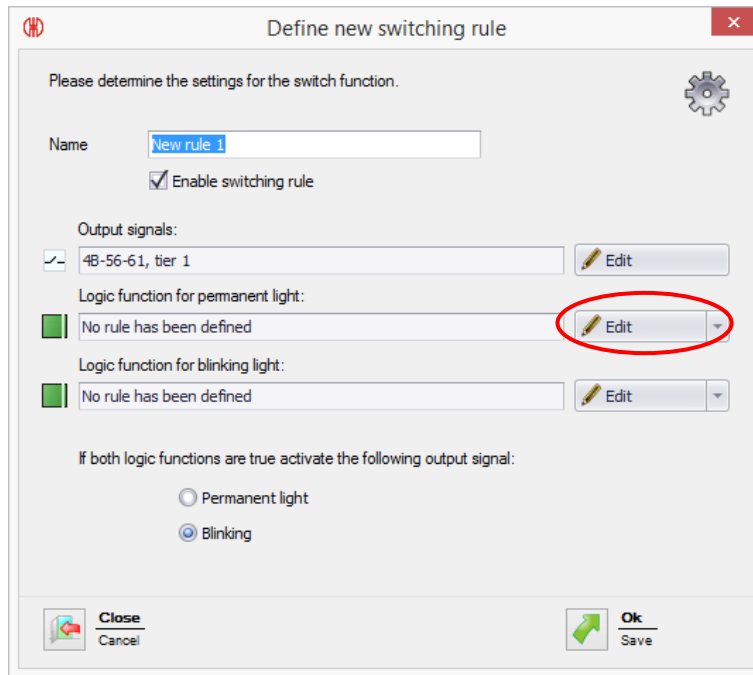 Define new switching rule
Please determine the settings for the switch function.
Name New rule 1
Enable switching rule
Output signals:
4B-56-61, tier 1 Edit
Logic function for permanent light:
No rule has been defined Edit
Logic function for blinking light:
No rule has been defined Edit
If both logic functions are true activate the following output signal:
Permanent light
Blinking
Close Ok
Cancel Save